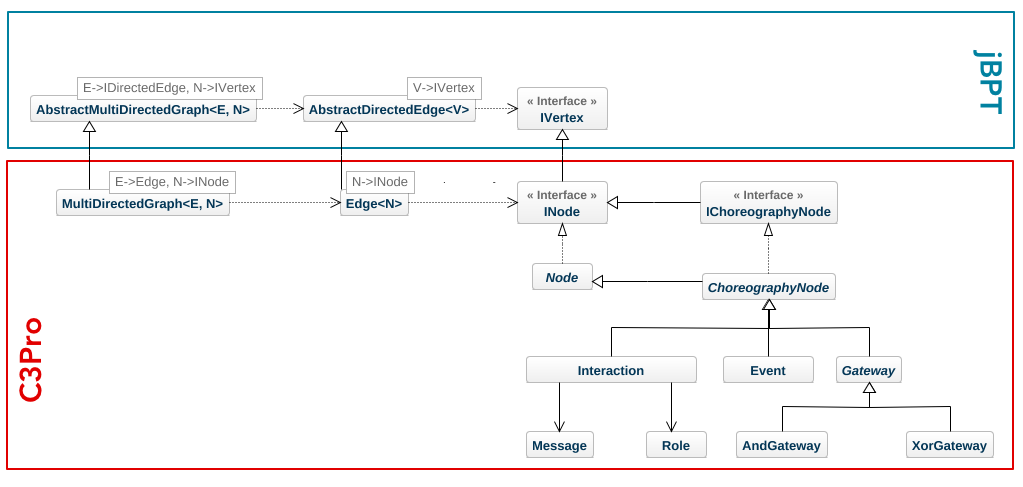 jBPT
E->IDirectedEdge, N->IVertex
AbstractMultiDirectedGraph<E, N>
V->IVertex
AbstractDirectedEdge<V>
« Interface »
IVertex
E->Edge, N->INode
MultiDirectedGraph<E, N>
N->INode
Edge<N>
« Interface »
INode
« Interface »
IChoreographyNode
Node
ChoreographyNode
C3Pro
Interaction
Event
Gateway
Message
Role
AndGateway
XorGateway